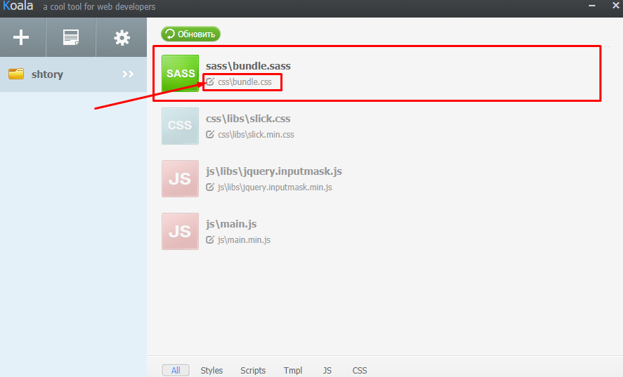 Koala a cool tool for web developers
Обновить
shtory >>
SASS
sass\bundle.sass
css\bundle.css
CSS
css\libs\slick.css
css\libs\slick.min.css
JS
js\libs\jquery.inputmask.js
js\libs\jquery.inputmask.min.js
JS
js\main.js
js\main.min.js
All Styles Scripts Tmpl JS CSS